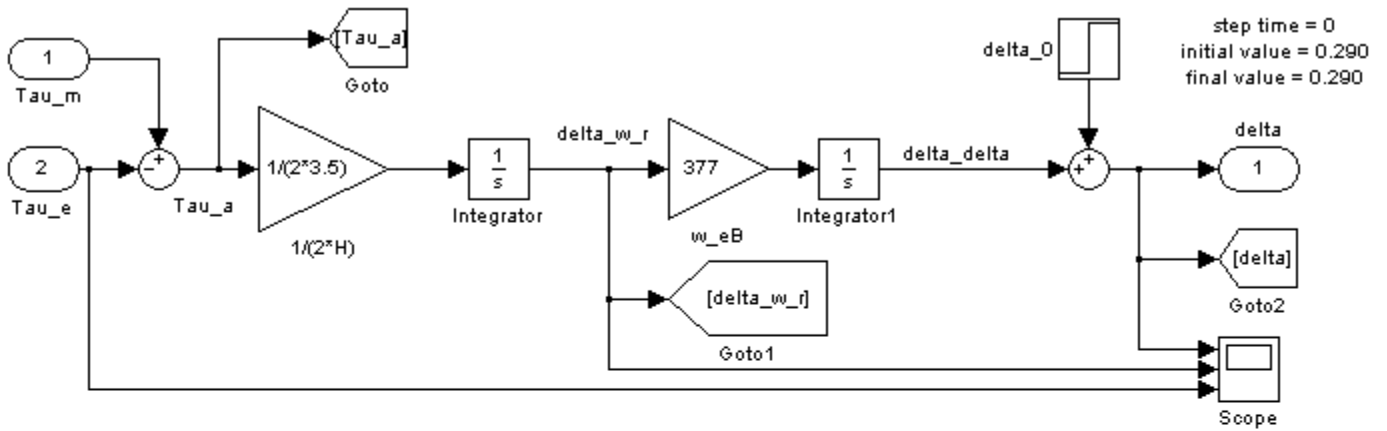 step time = 0
initial value = 0.290
final value = 0.290
[Tau_a]
Goto
delta_0
1
Tau_m
2
Tau_e
+
−
Tau_a
1/(2*3.5)
1/(2*H)
1
s
Integrator
delta_w_r
377
w_eB
1
s
Integrator1
delta_delta
+
+
delta
1
[delta_w_r]
Goto1
[delta]
Goto2
Scope